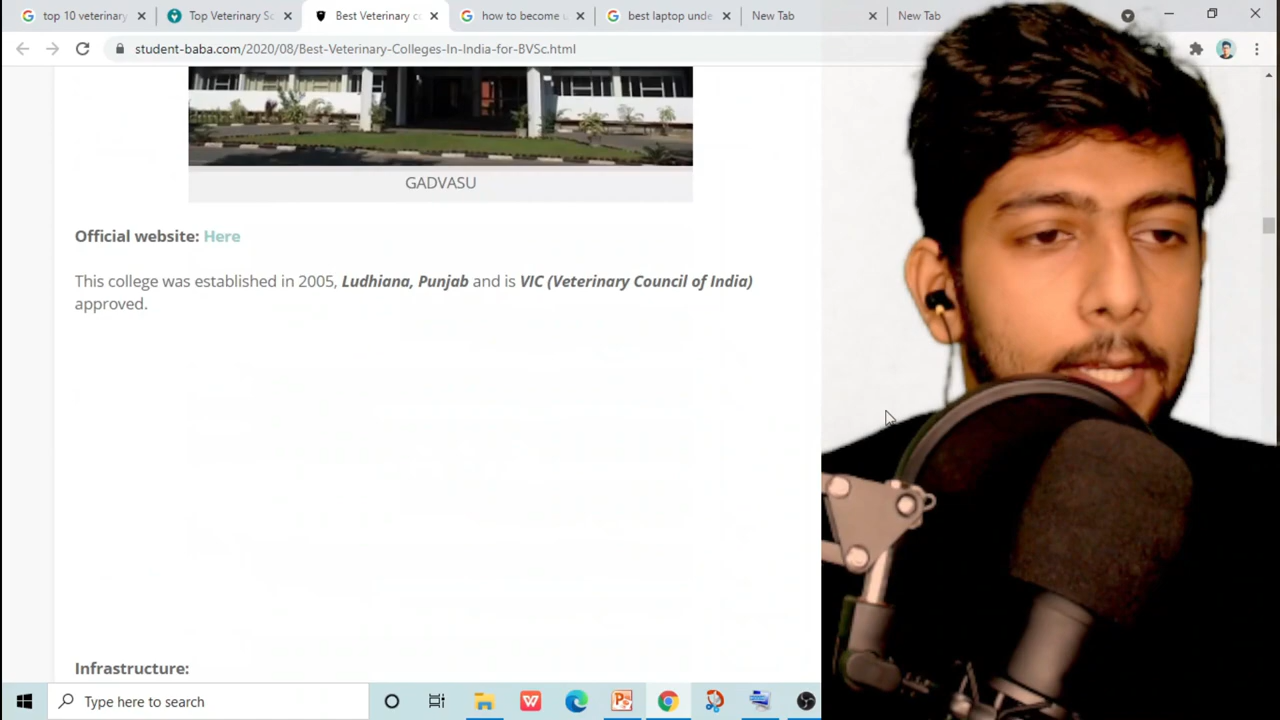 top 10 veterinary
Top Veterinary Sc
Best Veterinary c
how to become
best laptop unde
New Tab
New Tab
student-baba.com/2020/08/Best-Veterinary-Colleges-In-India-for-BVSc.html
GADVASU
Official website: Here
This college was established in 2005, Ludhiana, Punjab and is VIC (Veterinary Council of India)
approved.
Infrastructure:
Type here to search